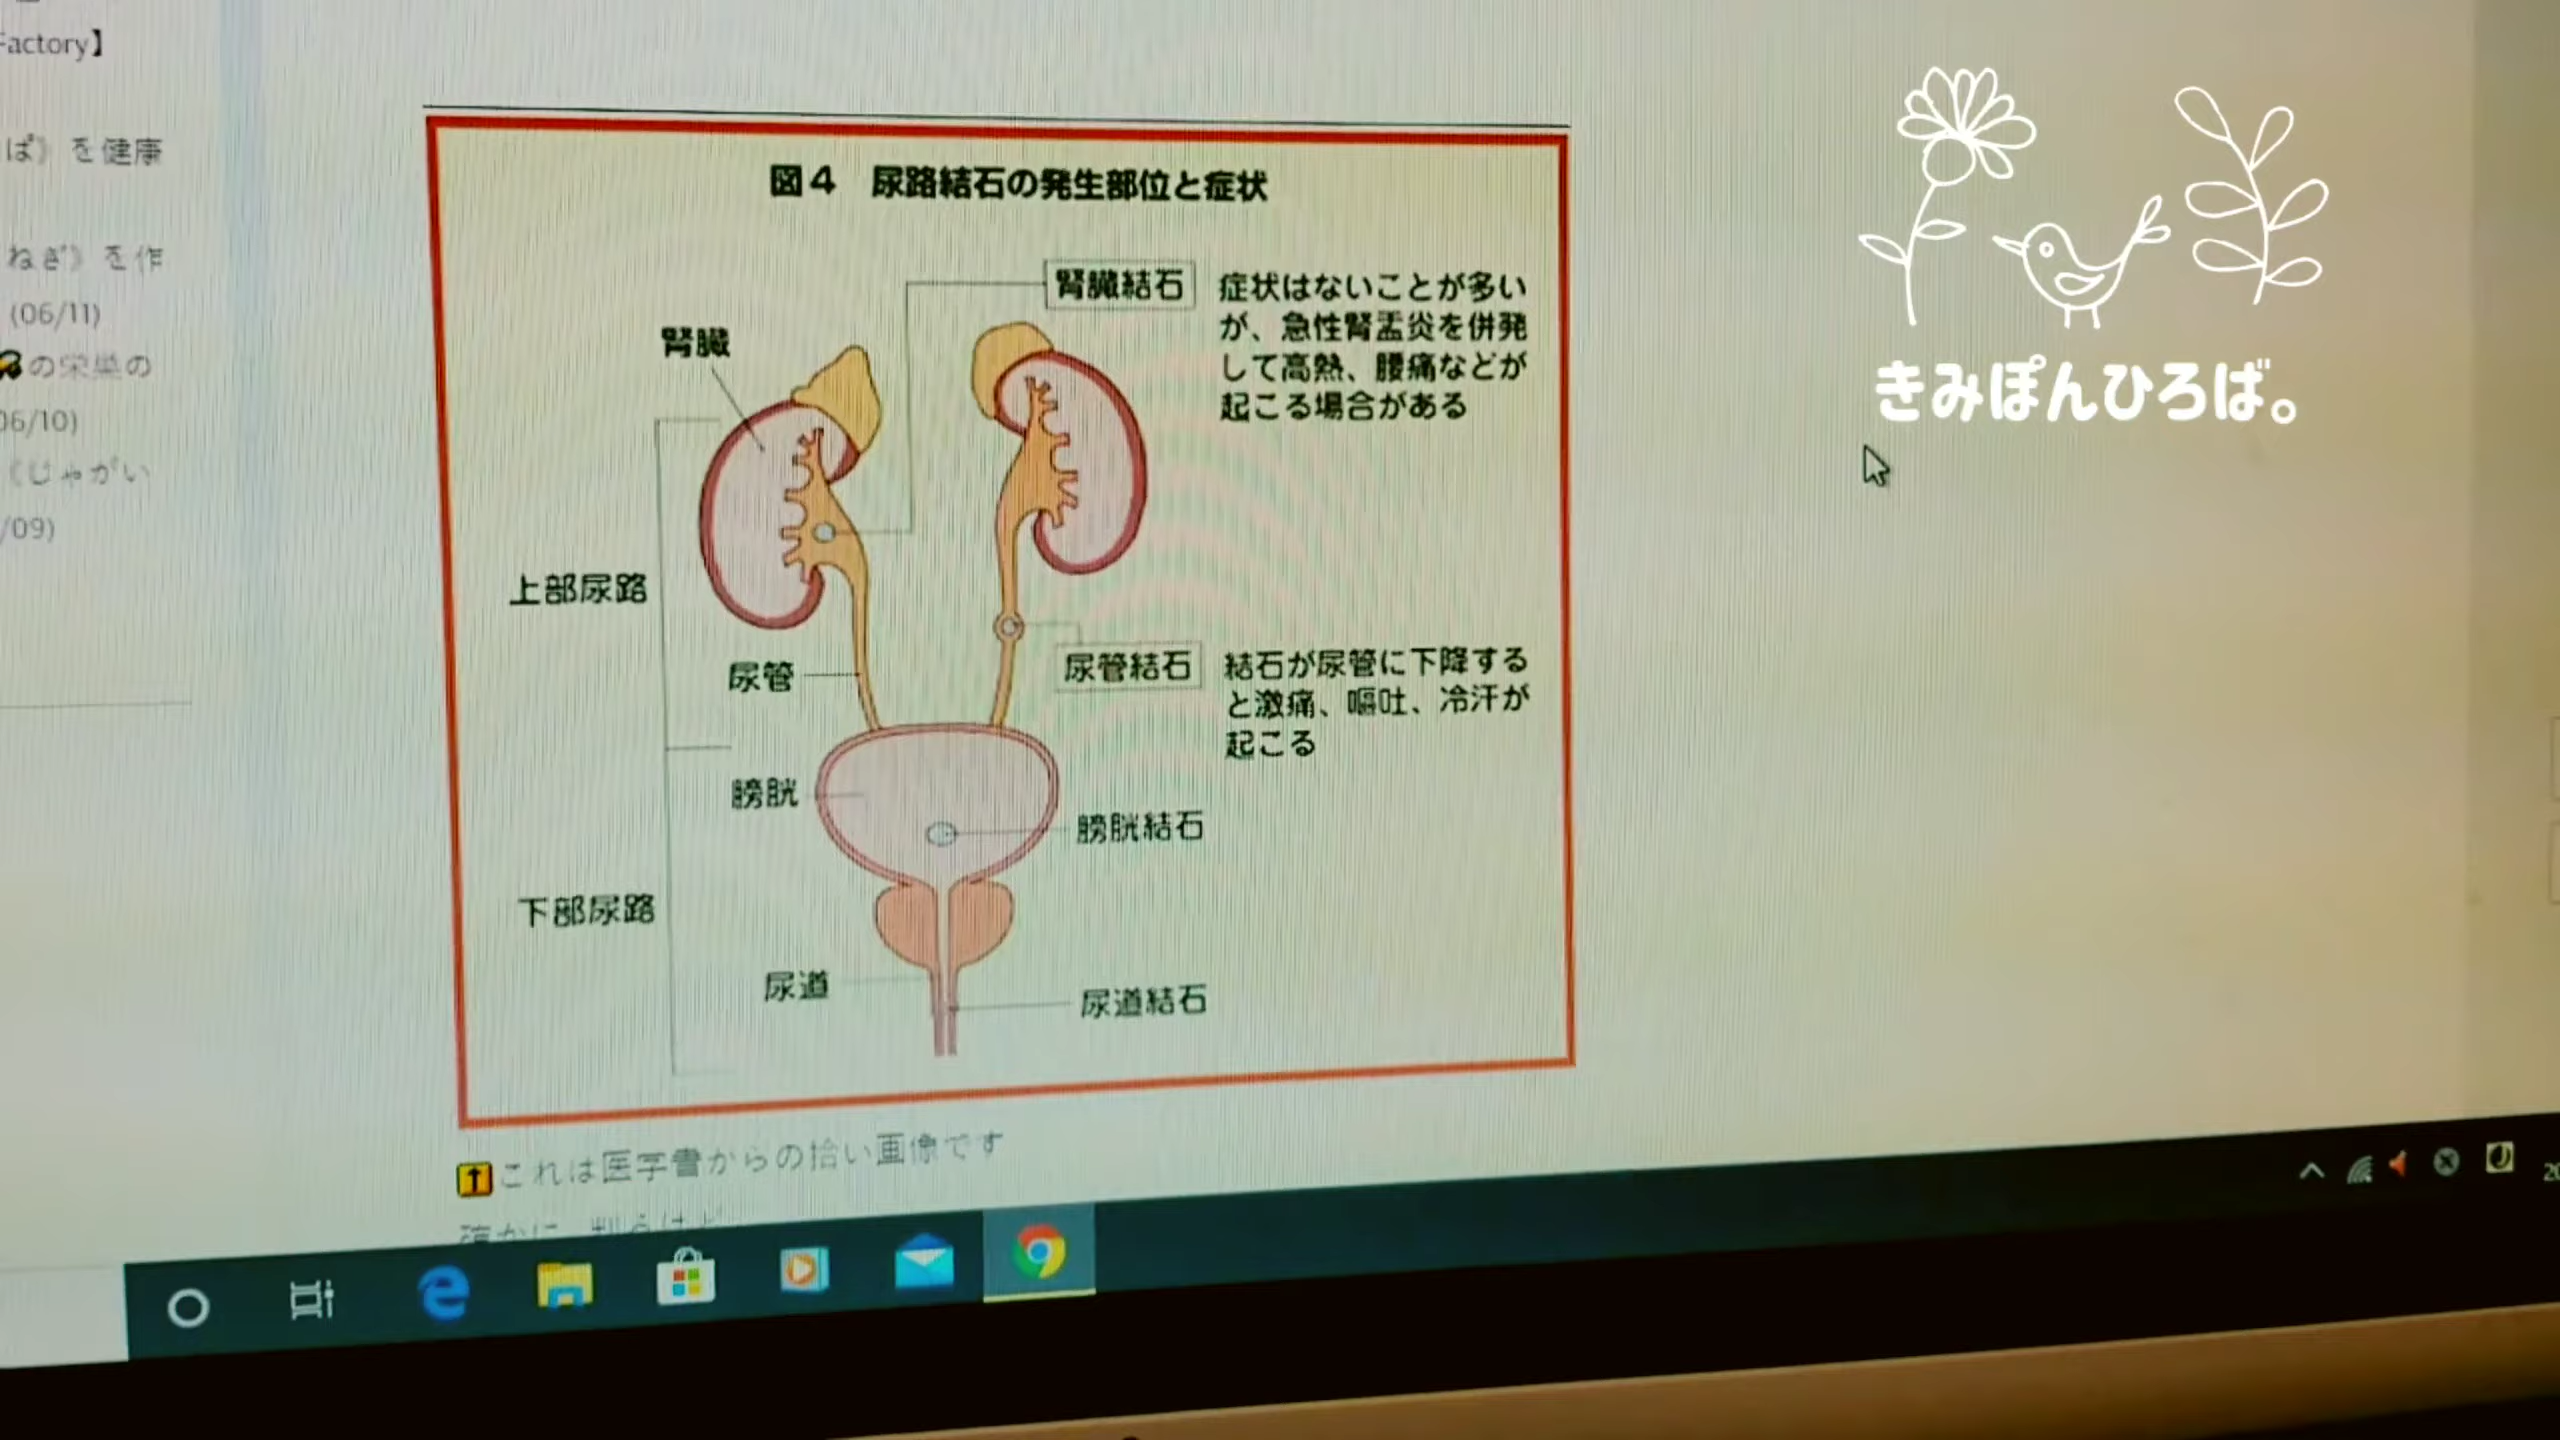 Factory】
ば》を健康
ねぎ》を作
(06/11)
の栄巣の
06/10)
《じゃがい
/09)
図4 尿路結石の発生部位と症状
腎臓結石
症状はないことが多い
が、急性腎盂炎を併発
して高熱、腰痛などが
起こる場合がある
腎臓
上部尿路
尿管
尿管結石
結石が尿管に下降する
と激痛、嘔吐、冷汗が
起こる
膀胱
膀胱結石
下部尿路
尿道
尿道結石
これは医学書からの拾い画像です
きみぽんひろば。